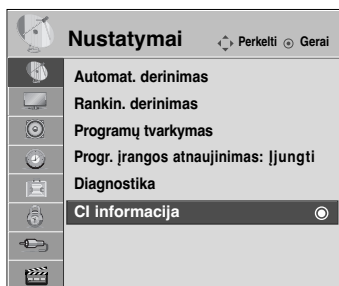 Nustatymai Perkelti Gerai
Automat. derinimas
Rankin. derinimas
Programų tvarkymas
Progr. įrangos atnaujinimas: Įjungti
Diagnostika
CI informacija